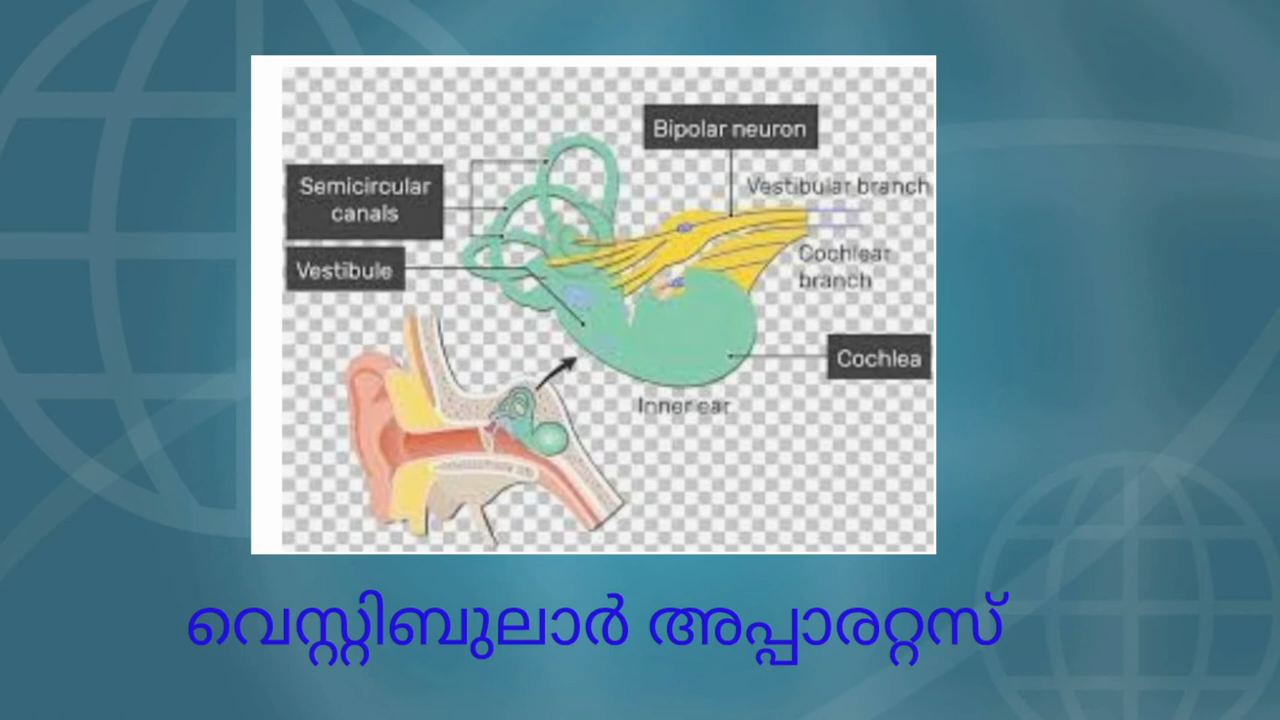 Bipolar neuron
Semicircular
canals
Vestibular branch
Vestibule
Cochlear
branch
Cochlea
Inner ear
വെസ്റ്റിബുലാർ അപ്പാരറ്റസ്